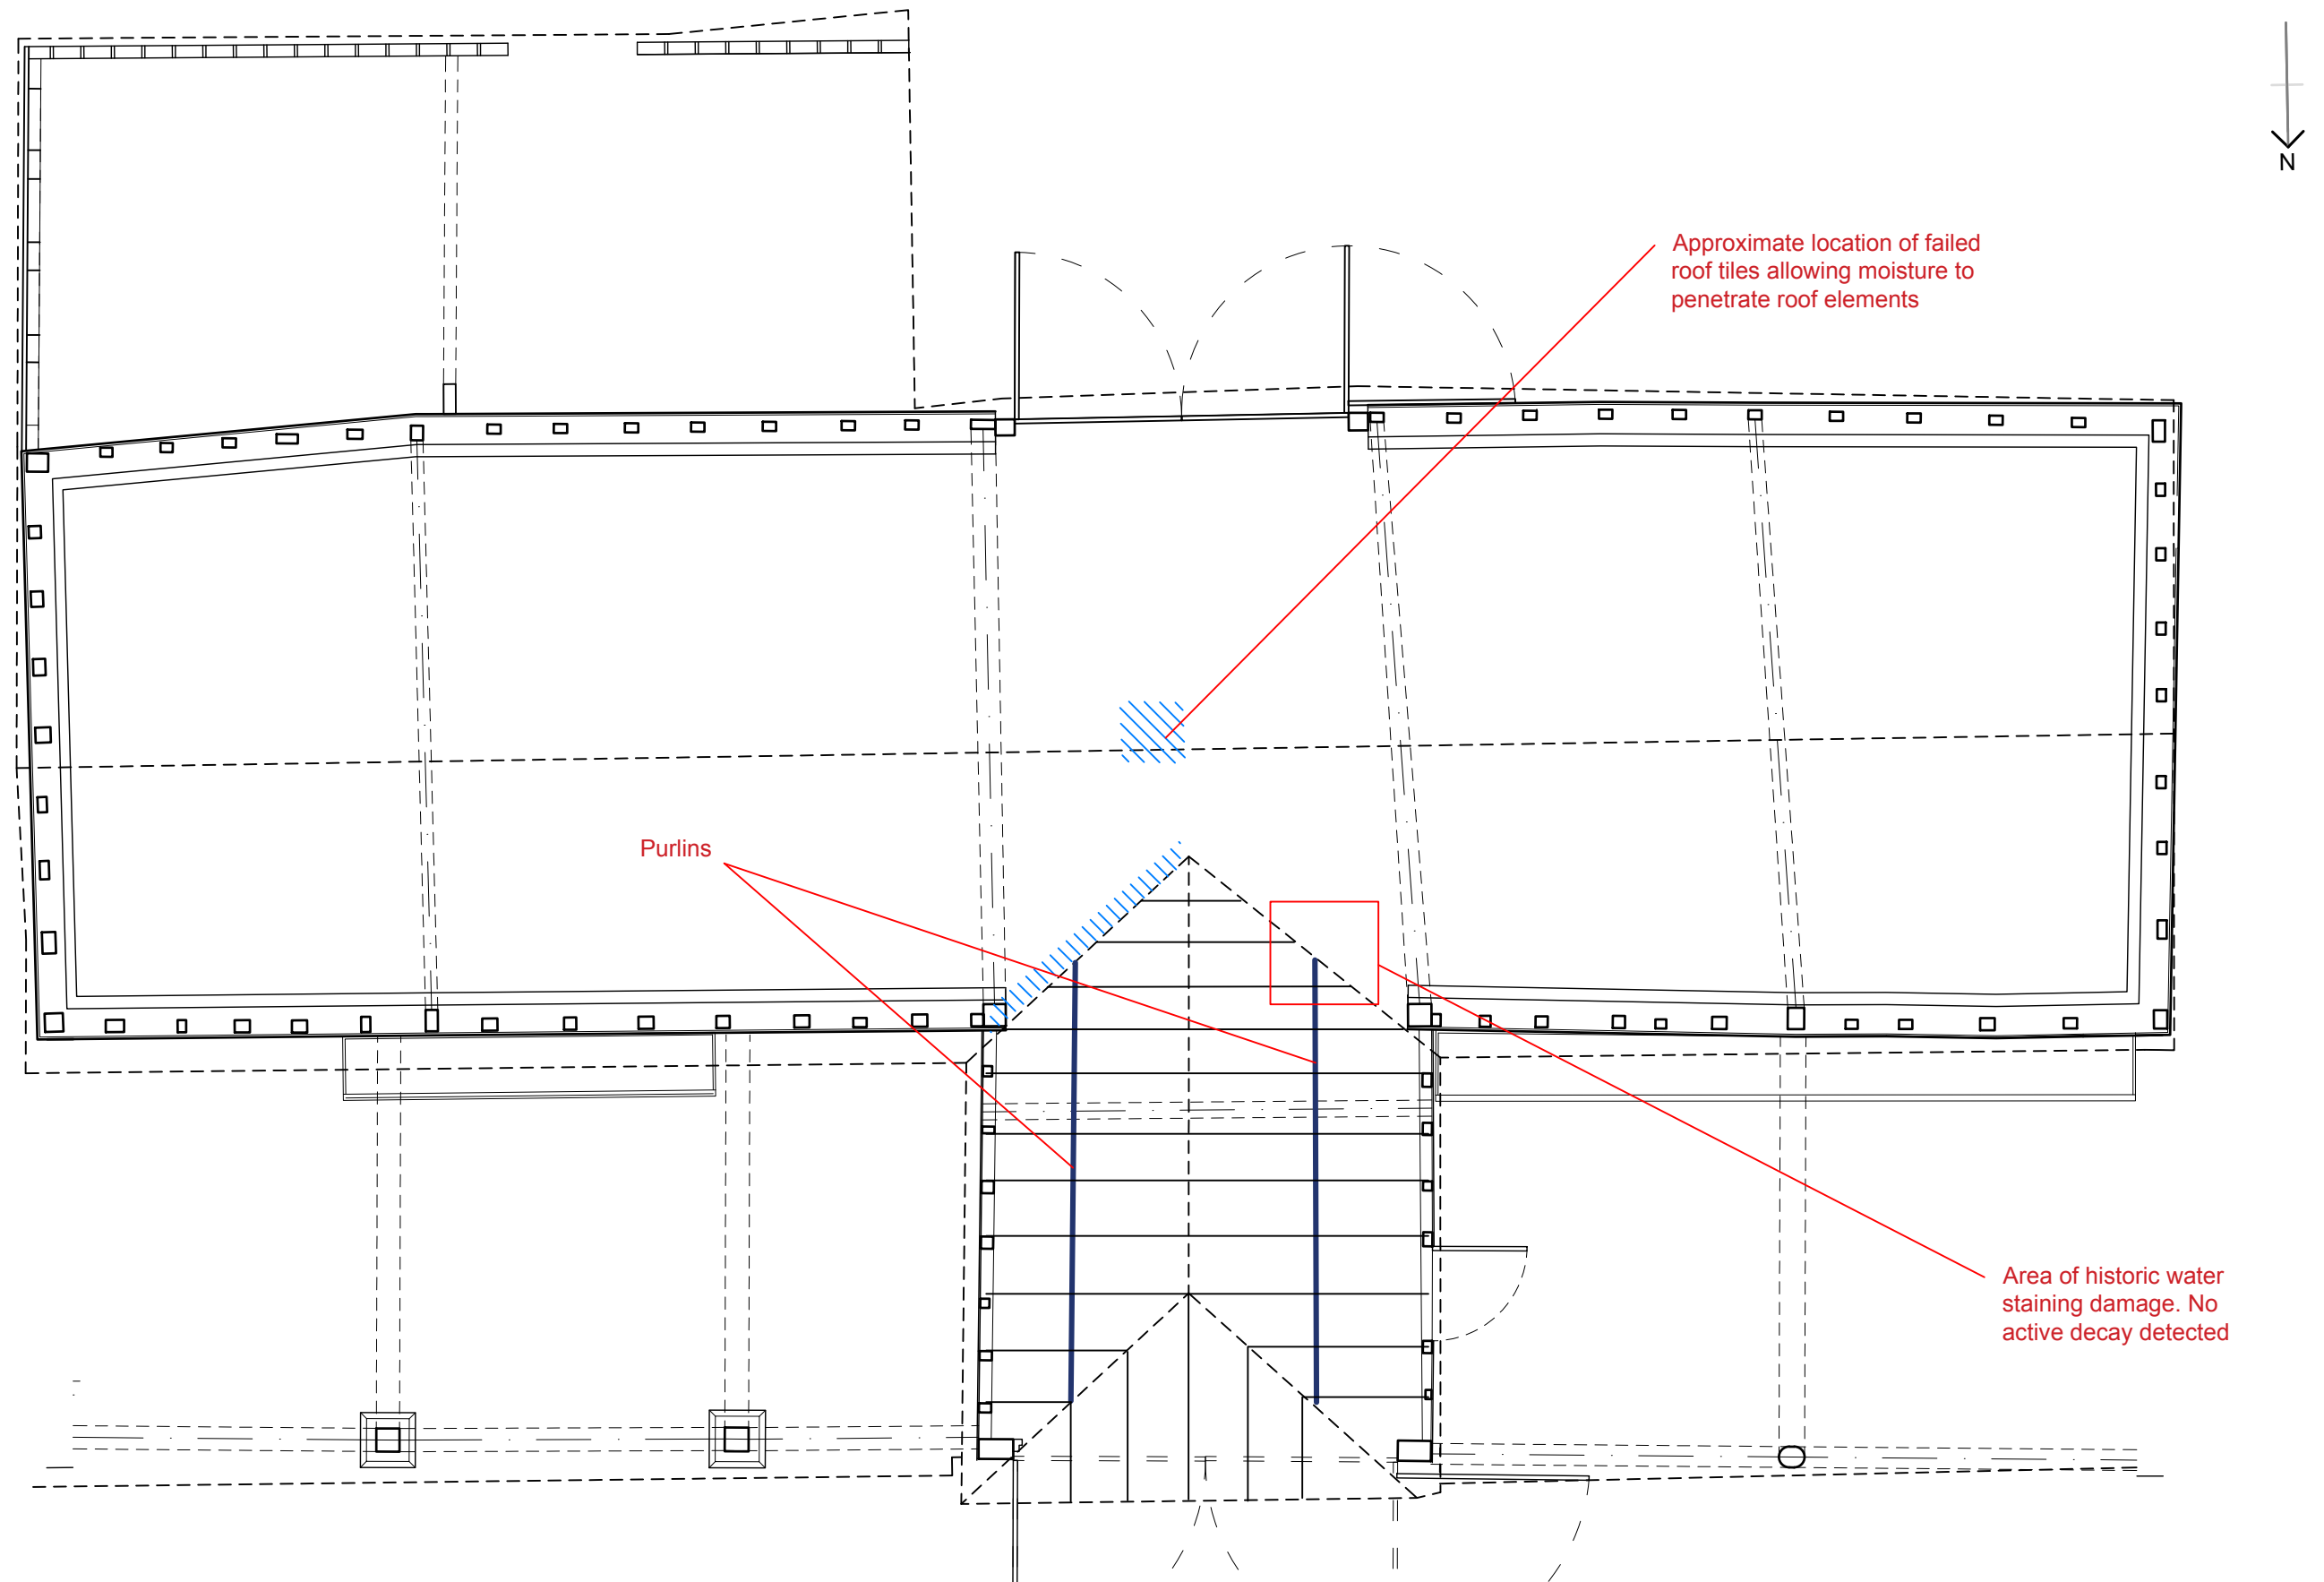 N
Approximate location of failed
roof tiles allowing moisture to
penetrate roof elements
Purlins
Area of historic water
staining damage. No
active decay detected